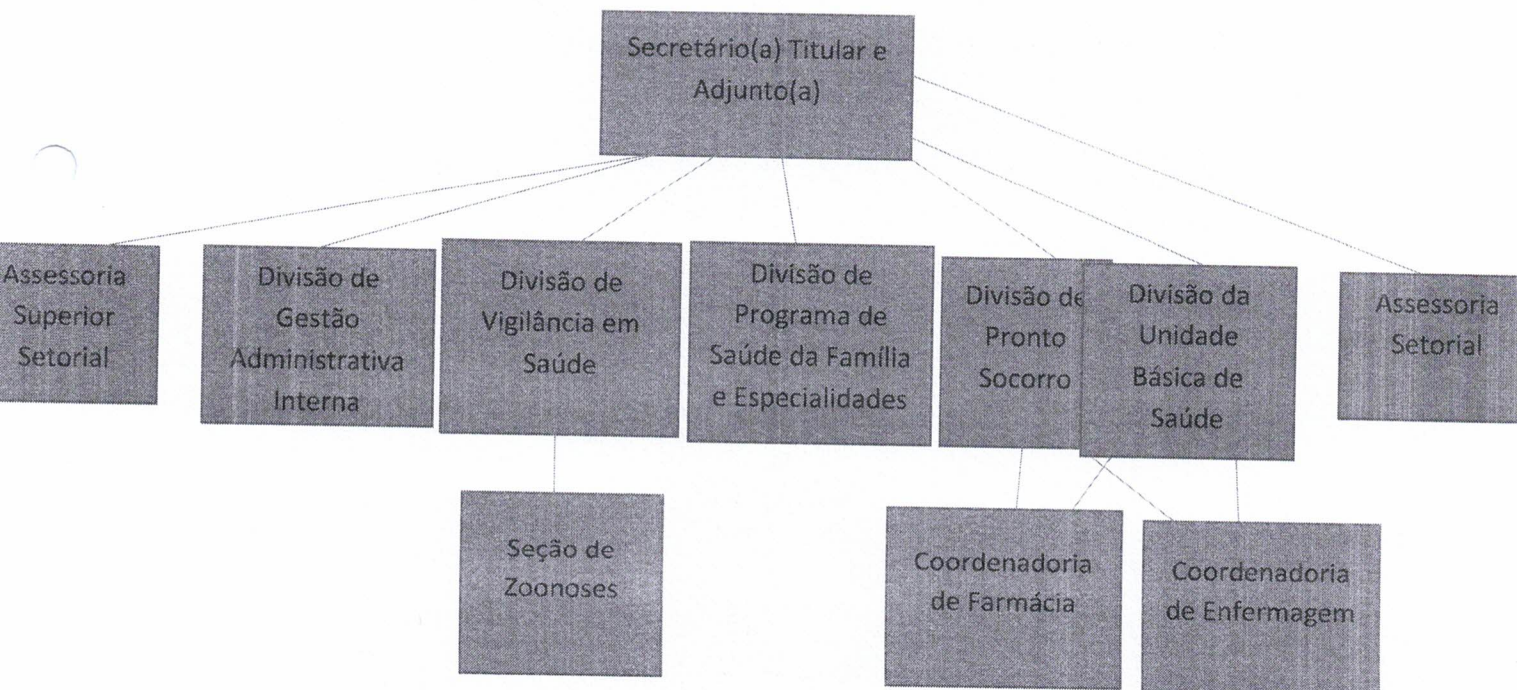 Secretário(a) Titular e
Adjunto(a)
Assessoria
Superior
Setorial
Divisão de
Gestão
Administrativa
Interna
Divisão de
Vigilância em
Saúde
Divisão de
Programa de
Saúde da Família
e Especialidades
Divisão de
Pronto
Socorro
Divisão da
Unidade
Básica de
Saúde
Assessoria
Setorial
Seção de
Zoonoses
Coordenadoria
de Farmácia
Coordenadoria
de Enfermagem